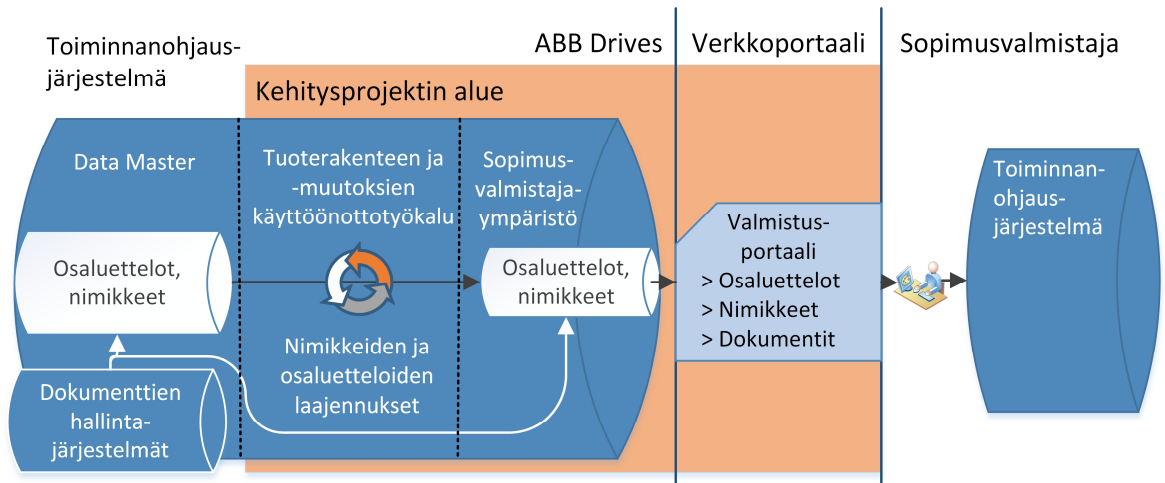 Toiminnanohjaus-
järjestelmä
ABB Drives
Verkkoportaali
Sopimusvalmistaja
Kehitysprojektin alue
Data Master
Tuoterakenteen ja
-muutoksien
käyttöönottotyökalu
Sopimus-
valmistaja-
ympäristö
Osaluettelot,
nimikkeet
Osaluettelot,
nimikkeet
Nimikkeiden ja
osaluetteloiden
laajennukset
Dokumenttien
hallinta-
järjestelmät
Valmistus-
portaali
> Osaluettelot
> Nimikkeet
> Dokumentit
Toiminnan-
ohjaus-
järjestelmä